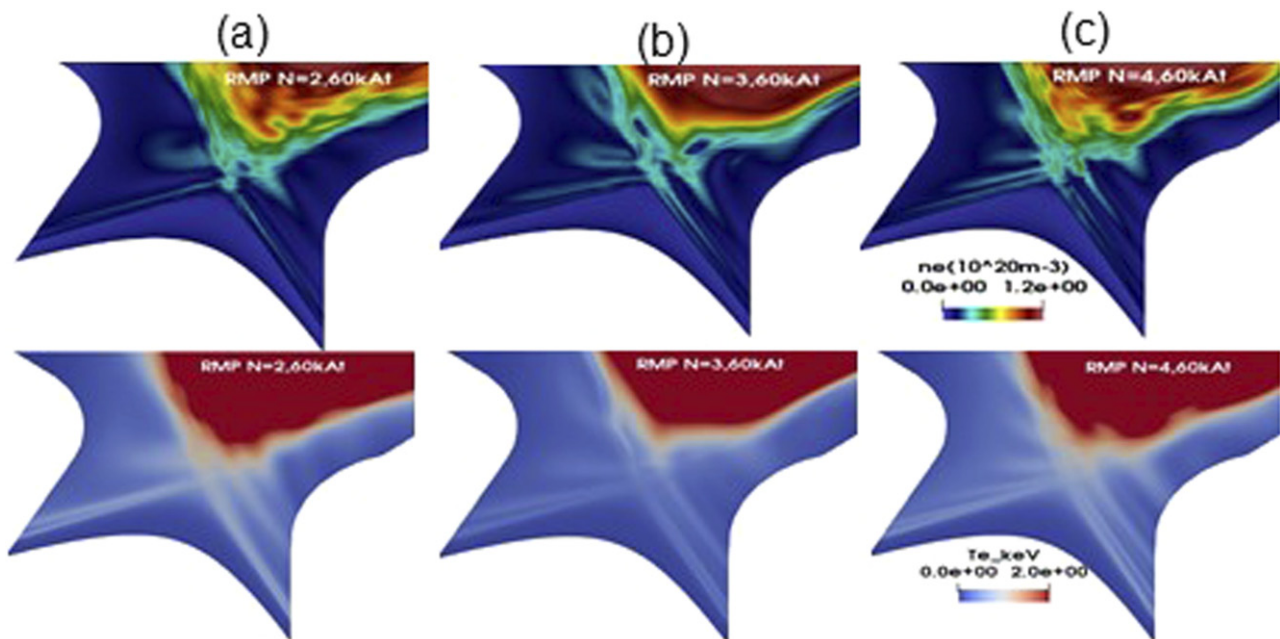 (a) (b) (c)
RMP N=2,60kAt RMP N=3,60kAt RMP N=4,60kAt
ne(10^20m-3)
0.0e+00 1.2e+00
RMP N=2,60kAt RMP N=3,60kAt RMP N=4,60kAt
Te_keV
0.0e+00 2.0e+00